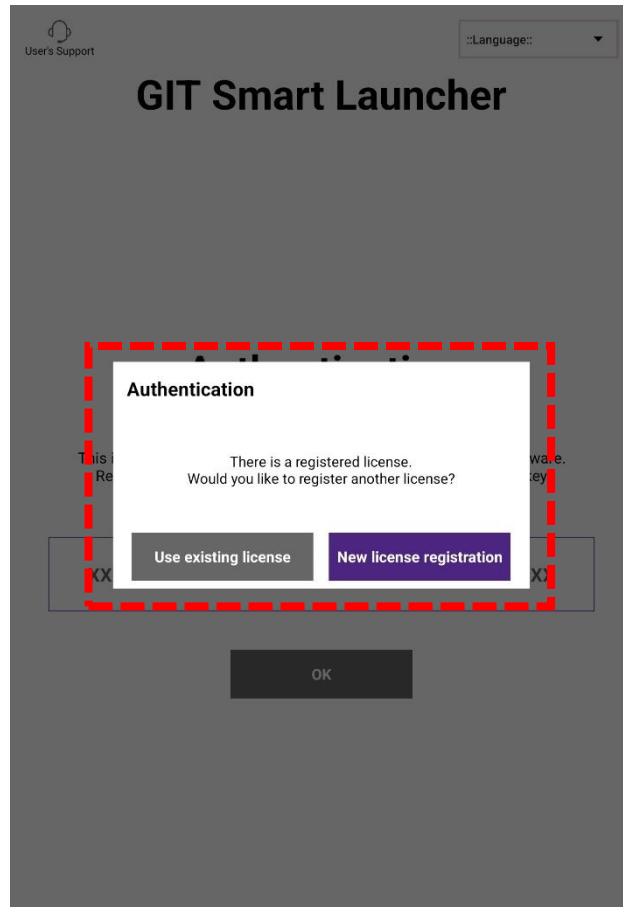 User's Support
::Language::
GIT Smart Launcher
Authentication
There is a registered license.
Would you like to register another license?
Use existing license
New license registration
OK